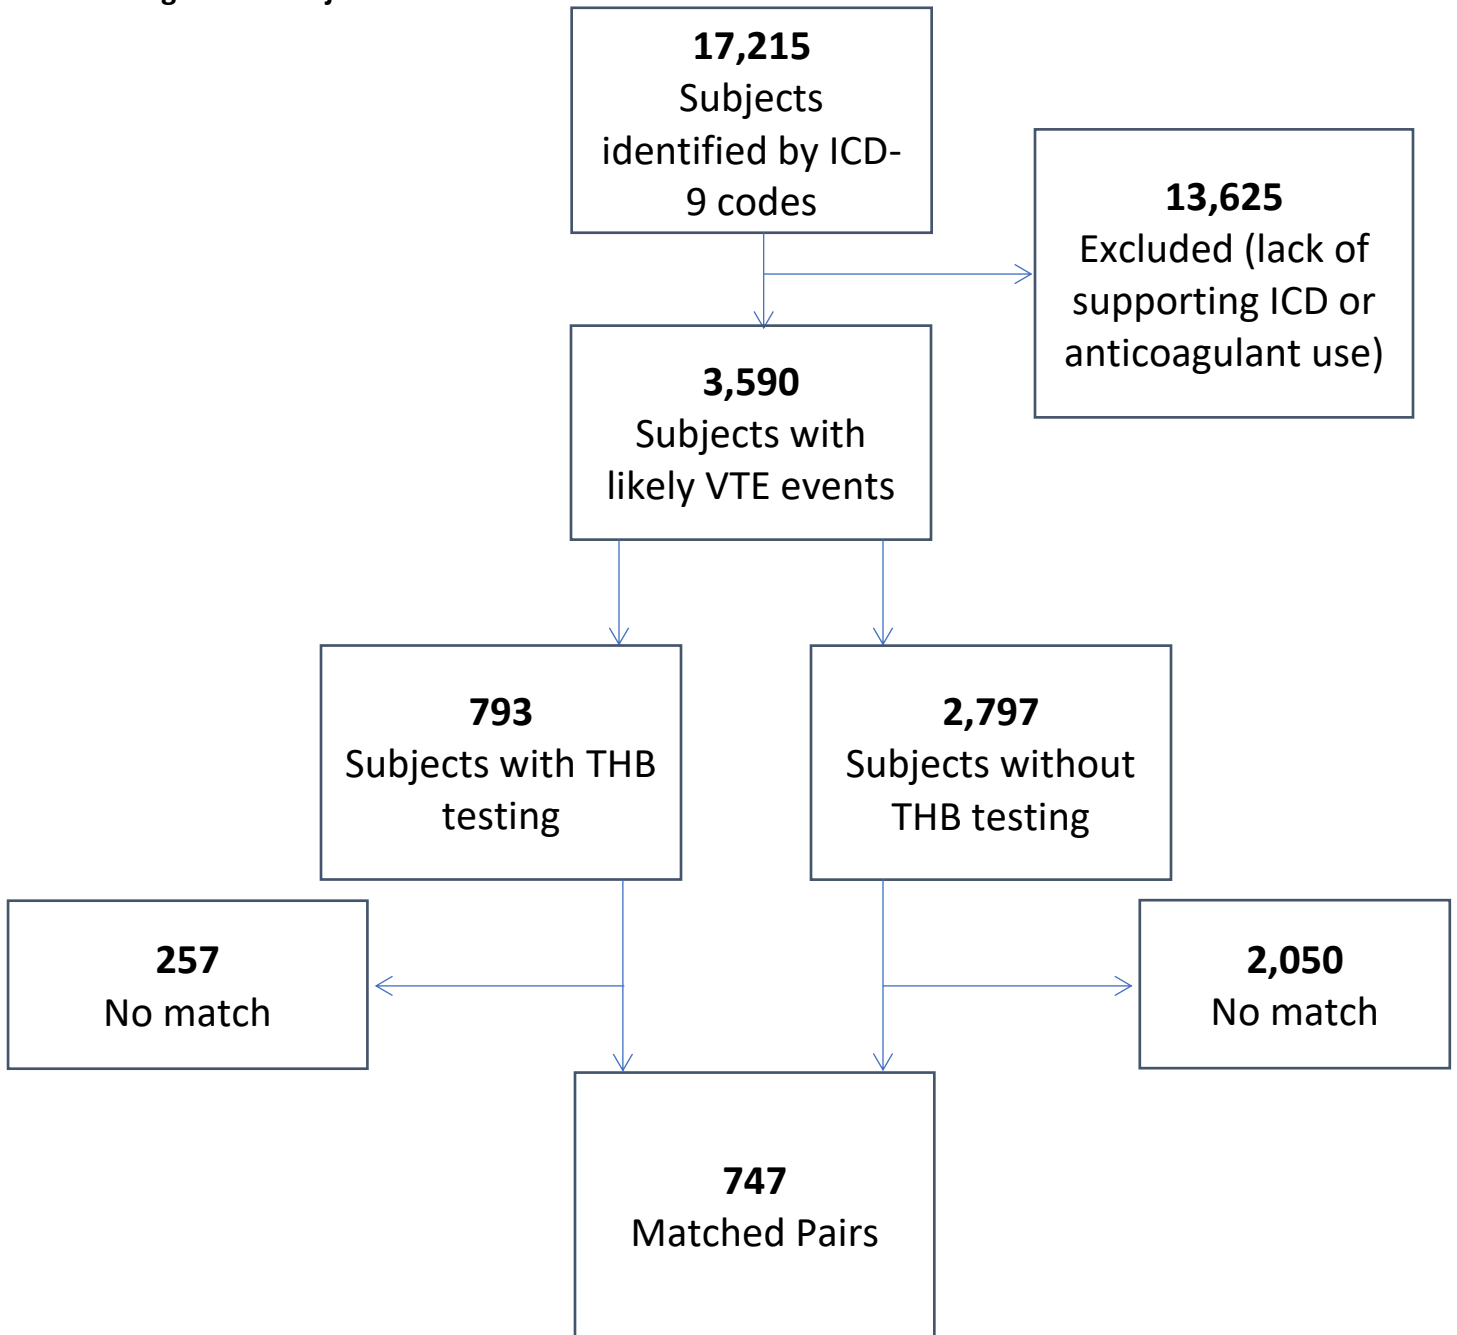 17,215
Subjects
identified by ICD-
9 codes
13,625
Excluded (lack of
supporting ICD or
anticoagulant use)
3,590
Subjects with
likely VTE events
793
Subjects with THB
testing
2,797
Subjects without
THB testing
257
No match
2,050
No match
747
Matched Pairs